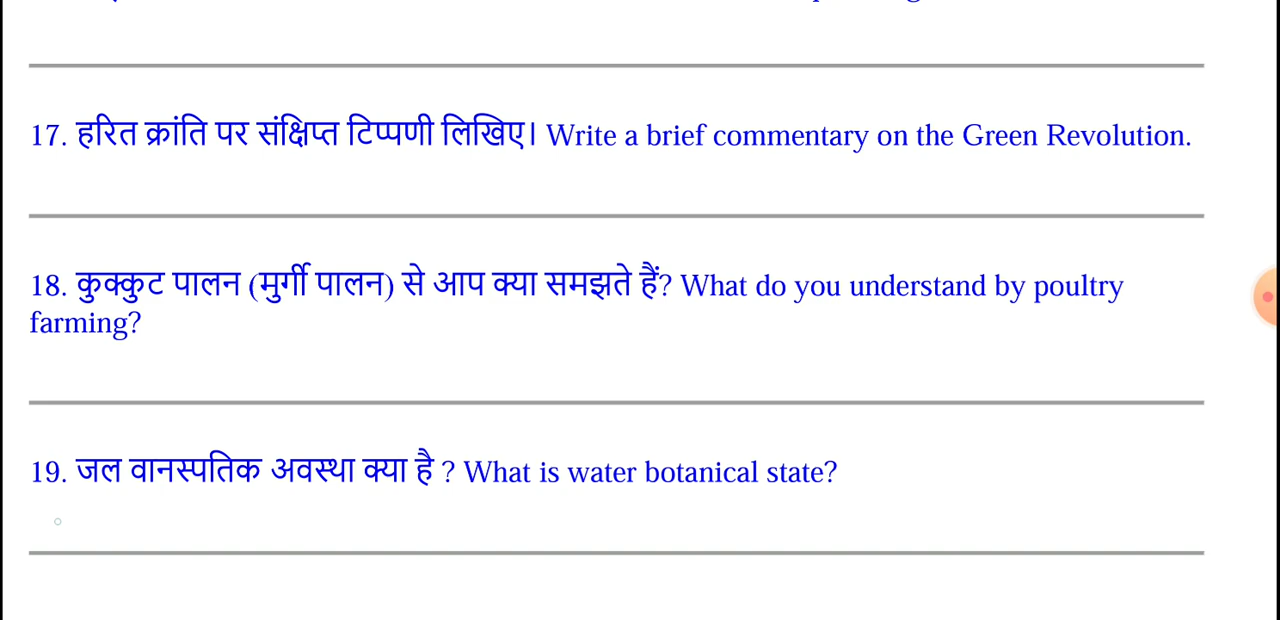 17. हरित क्रांति पर संक्षिप्त टिप्पणी लिखिए। Write a brief commentary on the Green Revolution.
18. कुक्कुट पालन (मुर्गी पालन) से आप क्या समझते हैं? What do you understand by poultry
farming?
19. जल वानस्पतिक अवस्था क्या है ? What is water botanical state?